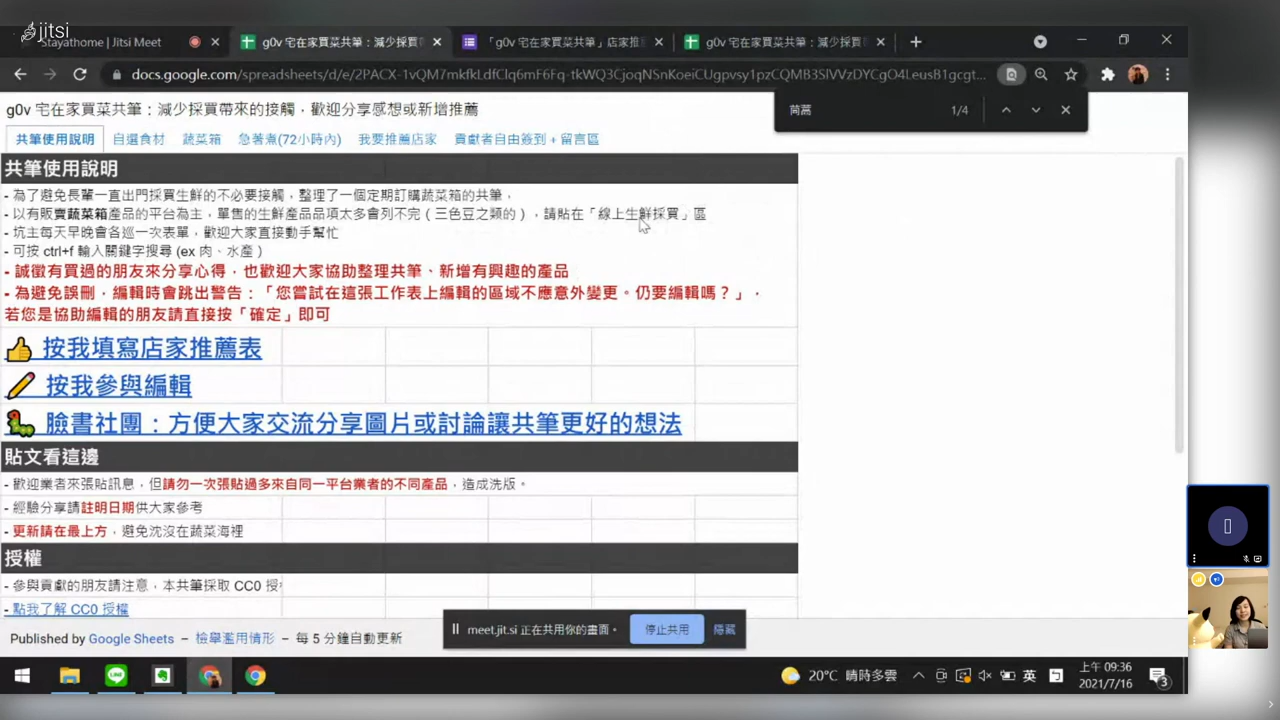 jitsi
Stayathome | Jitsi Meet
g0v 宅在家買菜共筆：減少採買
「g0v 宅在家買菜共筆」店家推
g0v 宅在家買菜共筆：減少採買帶
docs.google.com/spreadsheets/d/e/2PACX-1vQM7mkfkLdfClq6mF6Fq-tkWQ3CjoqNSnKoeiCUgpvsy1pzCQMB3SlVVzDYCgO4LeusB1gcgt...
茼蒿
1/4
g0v 宅在家買菜共筆：減少採買帶來的接觸，歡迎分享感想或新增推薦
共筆使用說明 自選食材 蔬菜箱 急著煮(72小時內) 我要推薦店家 貢獻者自由簽到 + 留言區
共筆使用說明
- 為了避免長輩一直出門採買生鮮的不必要接觸，整理了一個定期訂購蔬菜箱的共筆，
- 以有販賣蔬菜箱產品的平台為主，單售的生鮮產品品項太多會列不完（三色豆之類的），請貼在「線上生鮮採買」區
- 坑主每天早晚會各巡一次表單，歡迎大家直接動手幫忙
- 可按 ctrl+f 輸入關鍵字搜尋 (ex 肉、水產 )
- 誠徵有買過的朋友來分享心得，也歡迎大家協助整理共筆、新增有興趣的產品
- 為避免誤刪，編輯時會跳出警告：「您嘗試在這張工作表上編輯的區域不應意外變更。仍要編輯嗎？」，
若您是協助編輯的朋友請直接按「確定」即可
按我填寫店家推薦表
按我參與編輯
臉書社團：方便大家交流分享圖片或討論讓共筆更好的想法
貼文看這邊
- 歡迎業者來張貼訊息，但請勿一次張貼過多來自同一平台業者的不同產品，造成洗版。
- 經驗分享請註明日期供大家參考
- 更新請在最上方，避免沈沒在蔬菜海裡
授權
- 參與貢獻的朋友請注意，本共筆採取 CC0 授
- 點我了解 CC0 授權
meet.jit.si 正在共用你的畫面。
停止共用
隱藏
Published by Google Sheets – 檢舉濫用情形 – 每 5 分鐘自動更新
20°C 晴時多雲
英
上午 09:36
2021/7/16
3